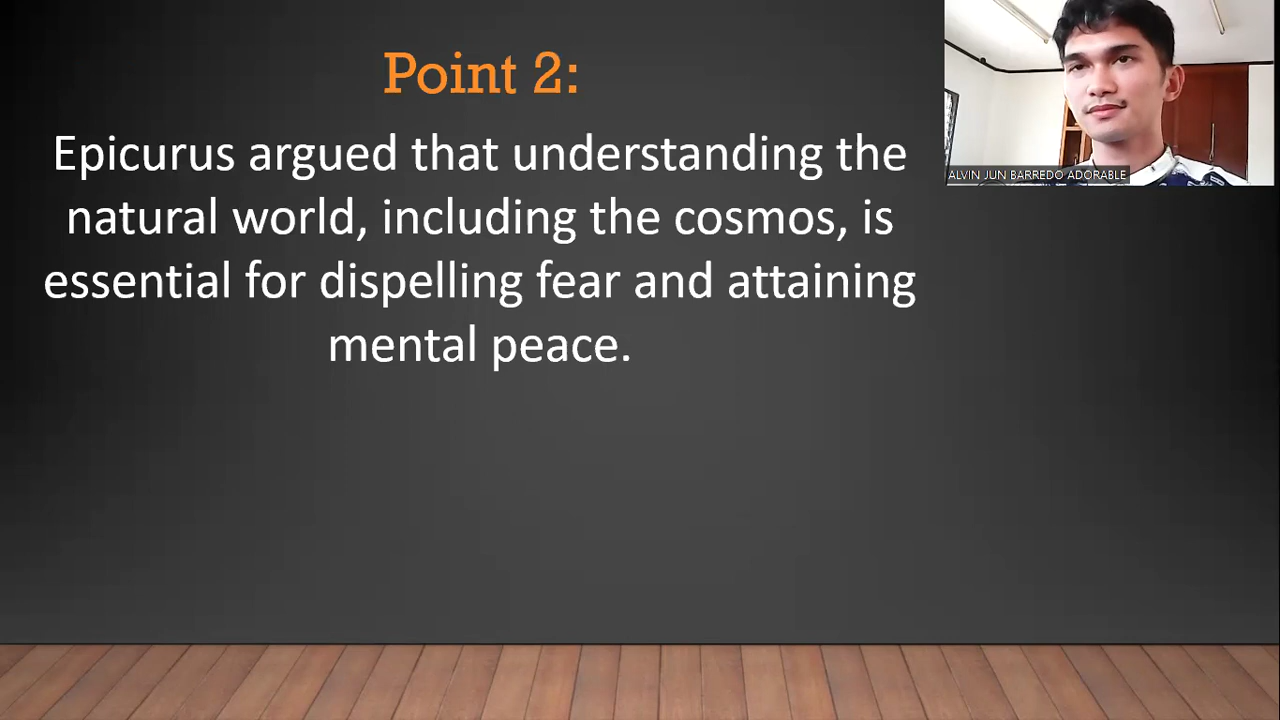 Point 2:
Epicurus argued that understanding the
natural world, including the cosmos, is
essential for dispelling fear and attaining
mental peace.
ALVIN JUN BARREDO ADORABLE